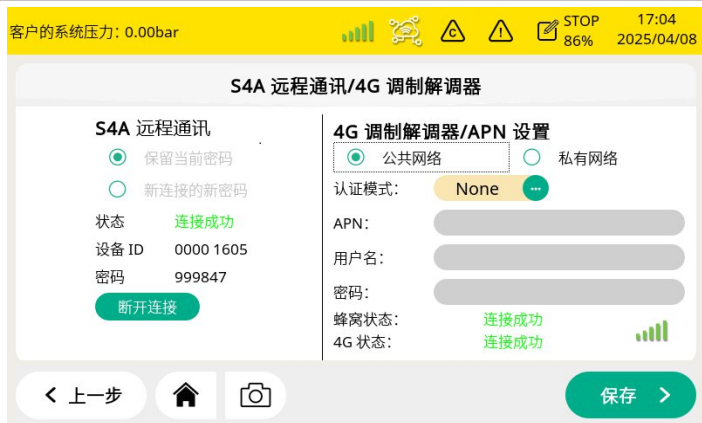 客户的系统压力: 0.00bar
STOP
86%
17:04
2025/04/08
S4A 远程通讯/4G 调制解调器
S4A 远程通讯
保留当前密码
新连接的新密码
状态 连接成功
设备 ID 0000 1605
密码 999847
断开连接
4G 调制解调器/APN 设置
公共网络 私有网络
认证模式: None ...
APN:
用户名:
密码:
蜂窝状态: 连接成功
4G 状态: 连接成功
上一步
保存